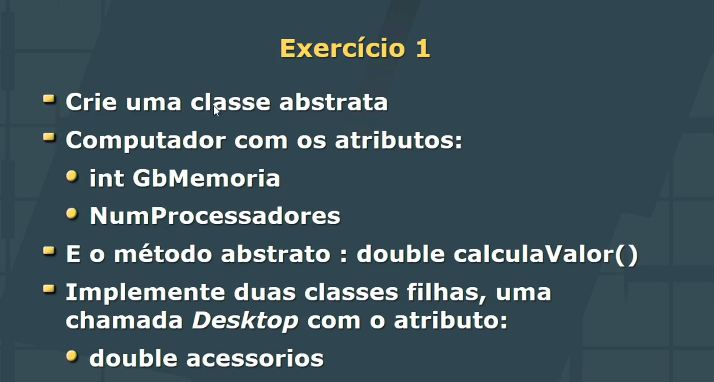 Exercício 1
Crie uma classe abstrata
Computador com os atributos:
int GbMemoria
NumProcessadores
E o método abstrato : double calculaValor()
Implemente duas classes filhas, uma
chamada Desktop com o atributo:
double acessorios